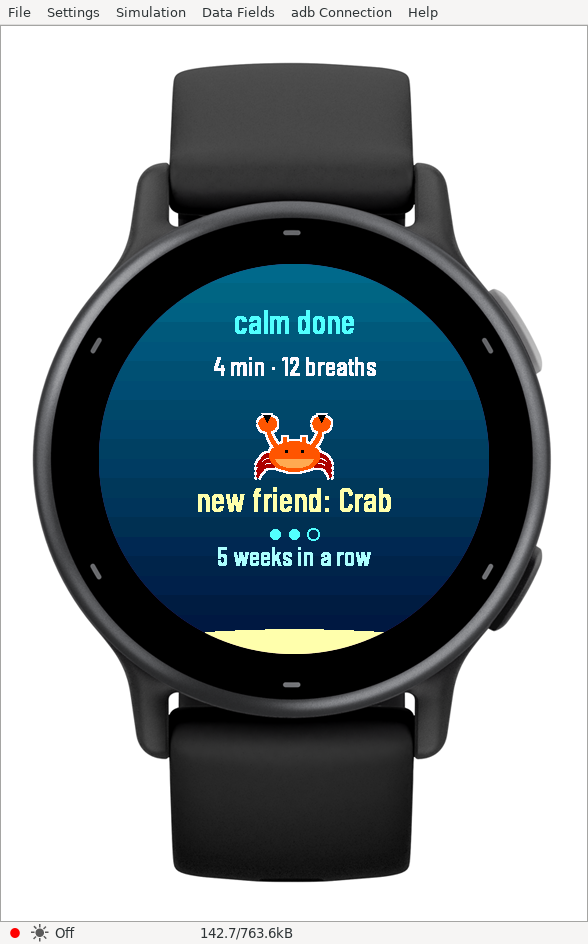 File Settings Simulation Data Fields adb Connection Help
calm done
4 min · 12 breaths
new friend: Crab
5 weeks in a row
Off 142.7/763.6kB